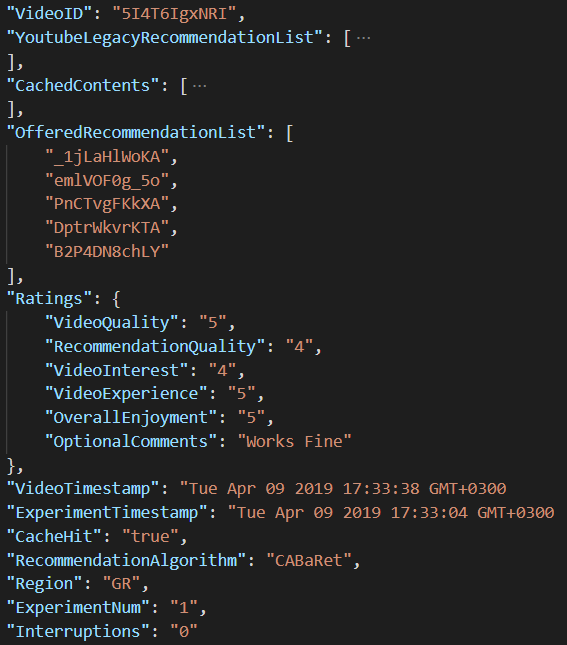 "VideoID": "5I4T6IgxNRI",
"YoutubeLegacyRecommendationList": [ ···
],
"CachedContents": [ ···
],
"OfferedRecommendationList": [
"_1jLaHlWoKA",
"emlVOF0g_5o",
"PnCTvgFKkXA",
"DptrWkvrKTA",
"B2P4DN8chLY"
],
"Ratings": {
"VideoQuality": "5",
"RecommendationQuality": "4",
"VideoInterest": "4",
"VideoExperience": "5",
"OverallEnjoyment": "5",
"OptionalComments": "Works Fine"
},
"VideoTimestamp": "Tue Apr 09 2019 17:33:38 GMT+0300
"ExperimentTimestamp": "Tue Apr 09 2019 17:33:04 GMT+0300
"CacheHit": "true",
"RecommendationAlgorithm": "CABaRet",
"Region": "GR",
"ExperimentNum": "1",
"Interruptions": "0"